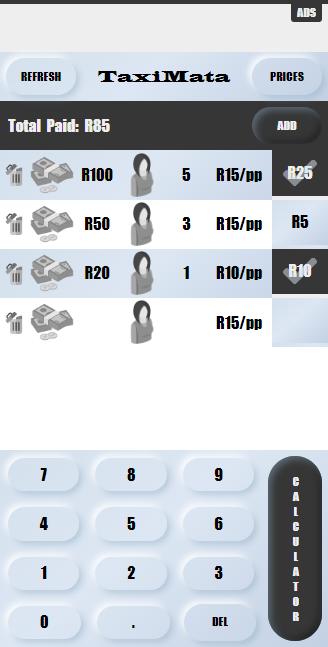 ADS
REFRESH TaxiMata PRICES
Total Paid: R85 ADD
R100 5 R15/pp R25
R50 3 R15/pp R5
R20 1 R10/pp R10
R15/pp
7 8 9
4 5 6
1 2 3
0 . DEL
CALCULATOR